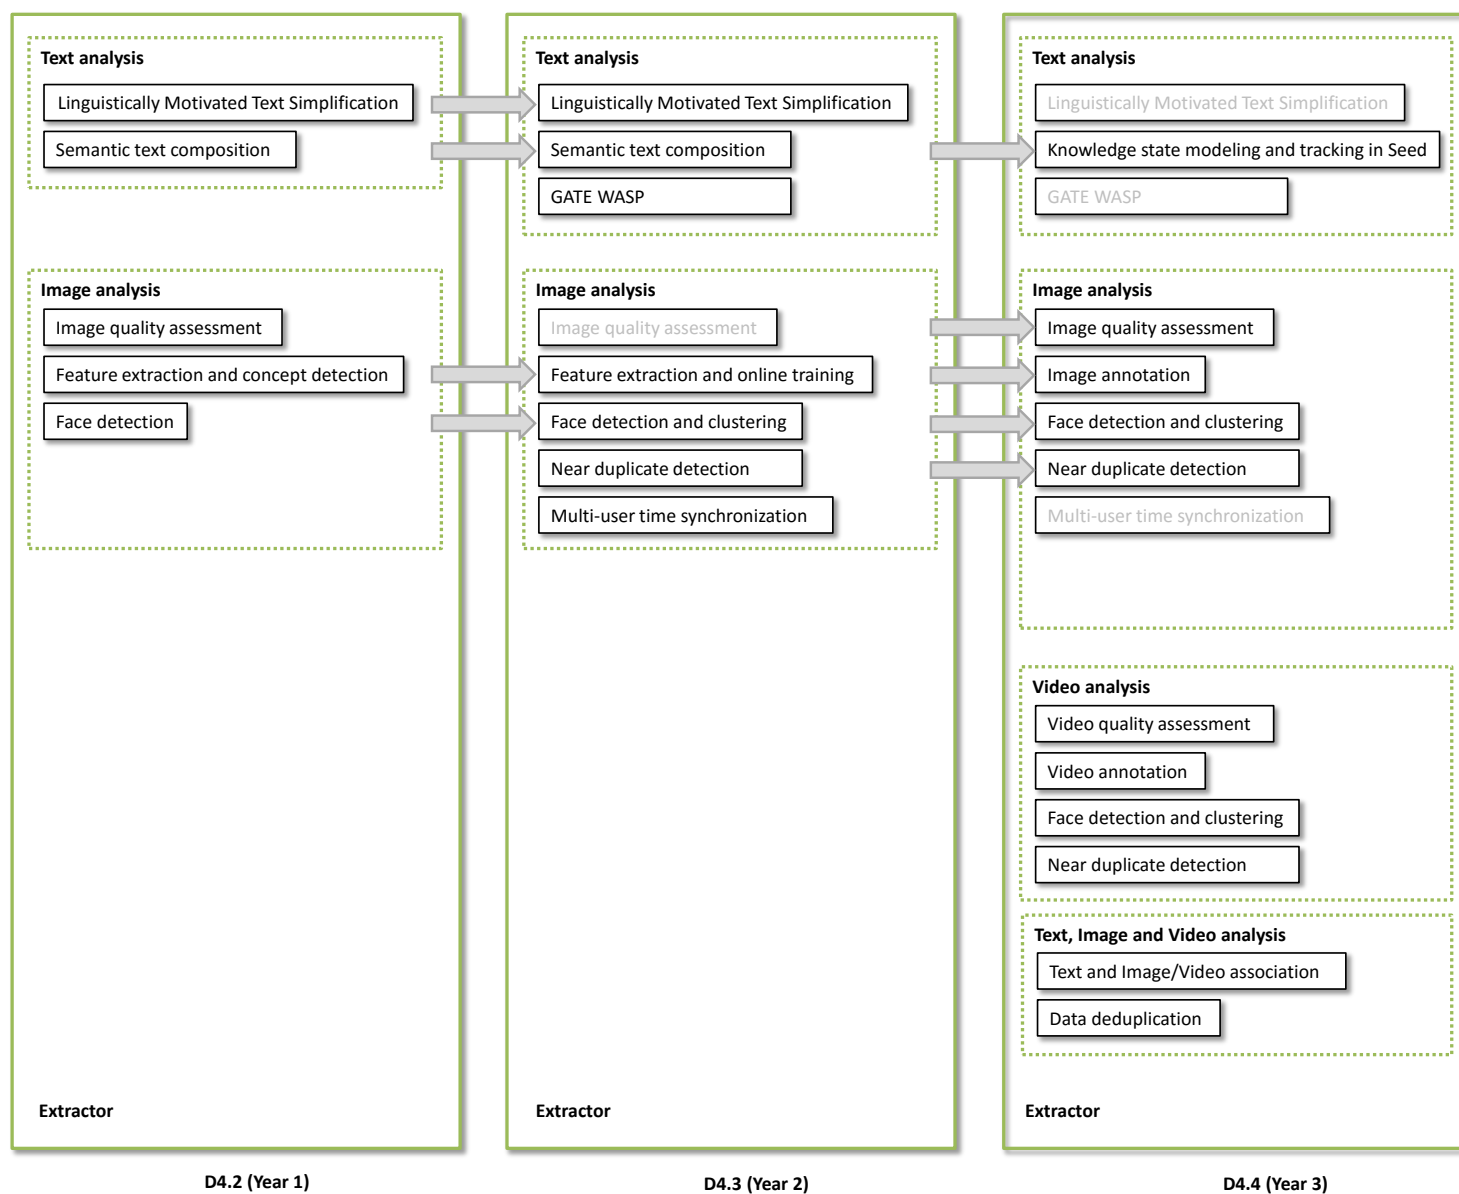 Text analysis
Linguistically Motivated Text Simplification
Semantic text composition
Image analysis
Image quality assessment
Feature extraction and concept detection
Face detection
Extractor
D4.2 (Year 1)
Text analysis
Linguistically Motivated Text Simplification
Semantic text composition
GATE WASP
Image analysis
Image quality assessment
Feature extraction and online training
Face detection and clustering
Near duplicate detection
Multi-user time synchronization
Extractor
D4.3 (Year 2)
Text analysis
Linguistically Motivated Text Simplification
Knowledge state modeling and tracking in Seed
GATE WASP
Image analysis
Image quality assessment
Image annotation
Face detection and clustering
Near duplicate detection
Multi-user time synchronization
Video analysis
Video quality assessment
Video annotation
Face detection and clustering
Near duplicate detection
Text, Image and Video analysis
Text and Image/Video association
Data deduplication
Extractor
D4.4 (Year 3)